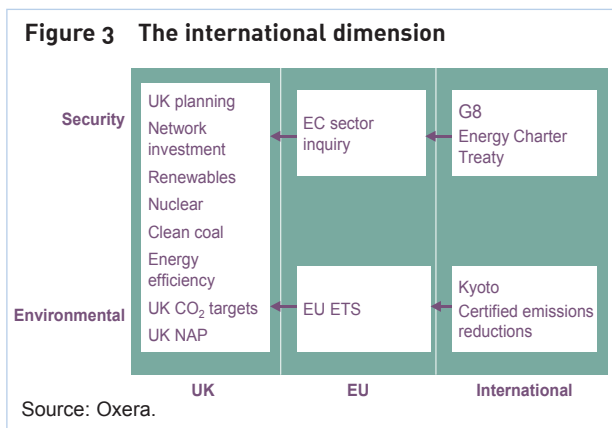 Figure 3 The international dimension
Security
UK planning
Network
investment
Renewables
Nuclear
Clean coal
Energy
efficiency
UK CO₂ targets
UK NAP
EC sector
inquiry
G8
Energy Charter
Treaty
Environmental
EU ETS
Kyoto
Certified emissions
reductions
UK
EU
International
Source: Oxera.